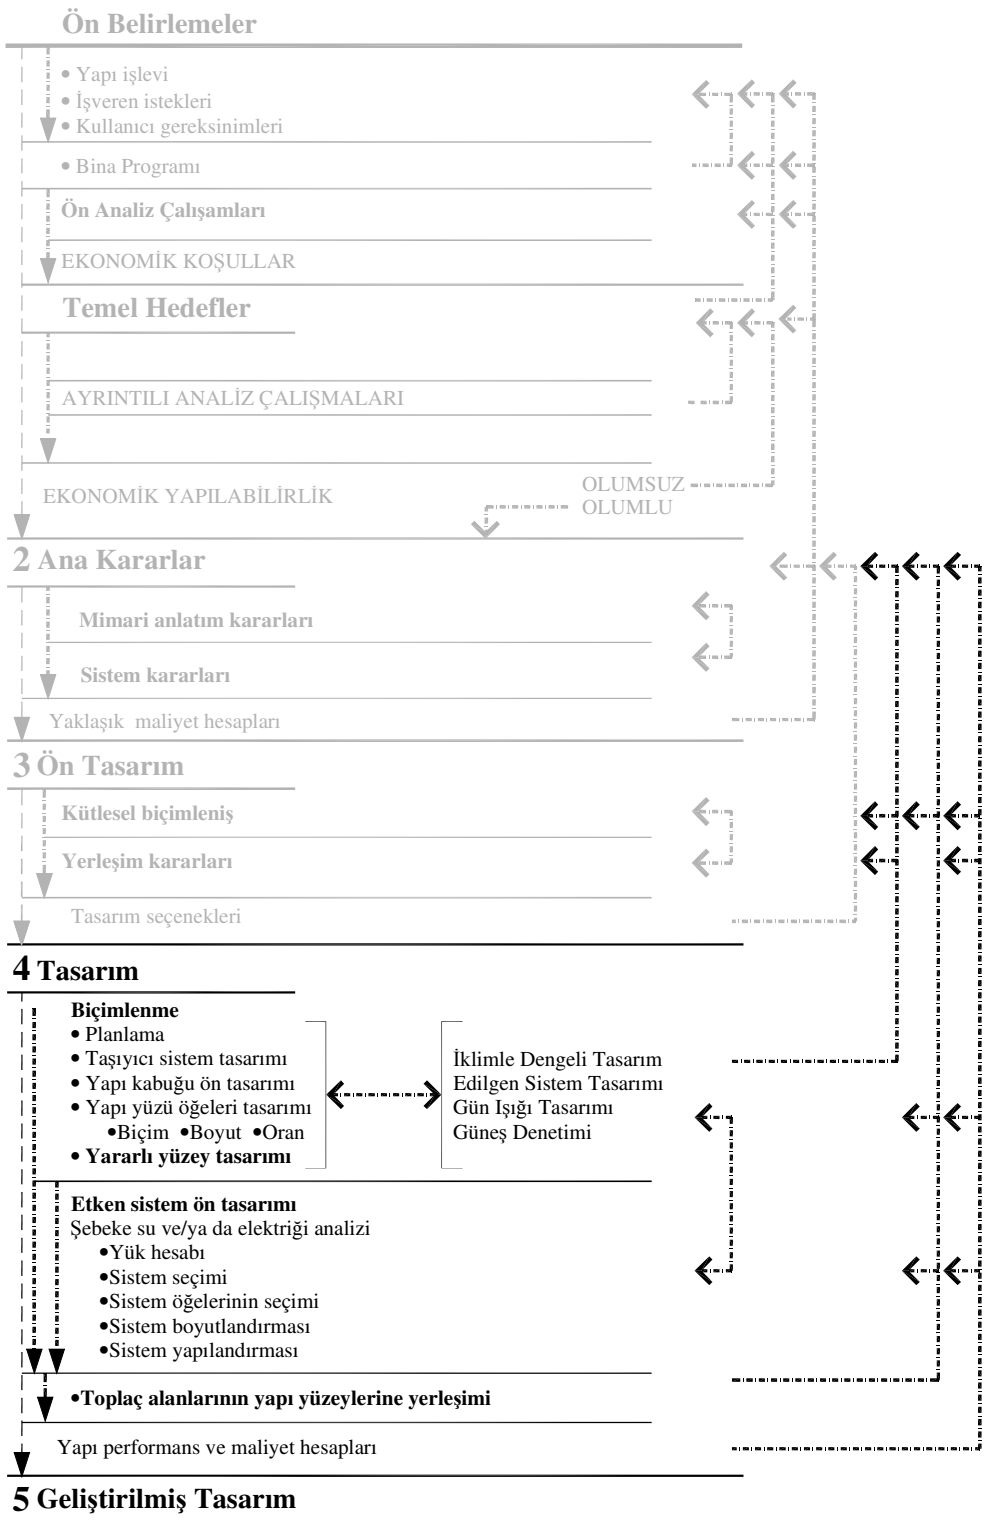 Ön Belirlemeler
• Yapı işlevi
• İşveren istekleri
• Kullanıcı gereksinimleri
• Bina Programı
Ön Analiz Çalışamları
EKONOMİK KOŞULLAR
Temel Hedefler
AYRINTILI ANALİZ ÇALIŞMALARI
EKONOMİK YAPILABİLİRLİK
OLUMSUZ
OLUMLU
2 Ana Kararlar
Mimari anlatım kararları
Sistem kararları
Yaklaşık maliyet hesapları
3 Ön Tasarım
Kütlesel biçimleniş
Yerleşim kararları
Tasarım seçenekleri
4 Tasarım
Biçimlenme
• Planlama
• Taşıyıcı sistem tasarımı
• Yapı kabuğu ön tasarımı
• Yapı yüzü öğeleri tasarımı
•Biçim •Boyut •Oran
• Yararlı yüzey tasarımı
İklimle Dengeli Tasarım
Edilgen Sistem Tasarımı
Gün Işığı Tasarımı
Güneş Denetimi
Etken sistem ön tasarımı
Şebeke su ve/ya da elektriği analizi
•Yük hesabı
•Sistem seçimi
•Sistem öğelerinin seçimi
•Sistem boyutlandırması
•Sistem yapılandırması
•Toplaç alanlarının yapı yüzeylerine yerleşimi
Yapı performans ve maliyet hesapları
5 Geliştirilmiş Tasarım